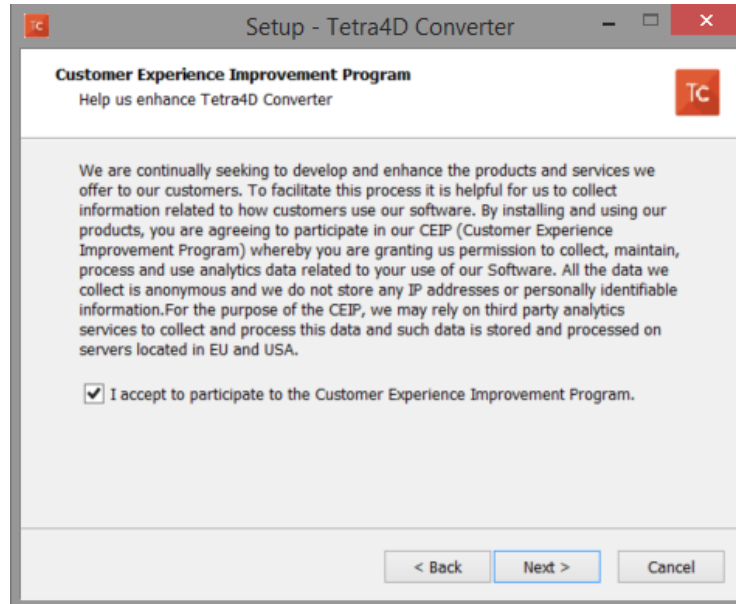 TC
Setup - Tetra4D Converter
Customer Experience Improvement Program
Help us enhance Tetra4D Converter
TC
We are continually seeking to develop and enhance the products and services we
offer to our customers. To facilitate this process it is helpful for us to collect
information related to how customers use our software. By installing and using our
products, you are agreeing to participate in our CEIP (Customer Experience
Improvement Program) whereby you are granting us permission to collect, maintain,
process and use analytics data related to your use of our Software. All the data we
collect is anonymous and we do not store any IP addresses or personally identifiable
information.For the purpose of the CEIP, we may rely on third party analytics
services to collect and process this data and such data is stored and processed on
servers located in EU and USA.
I accept to participate to the Customer Experience Improvement Program.
< Back
Next >
Cancel